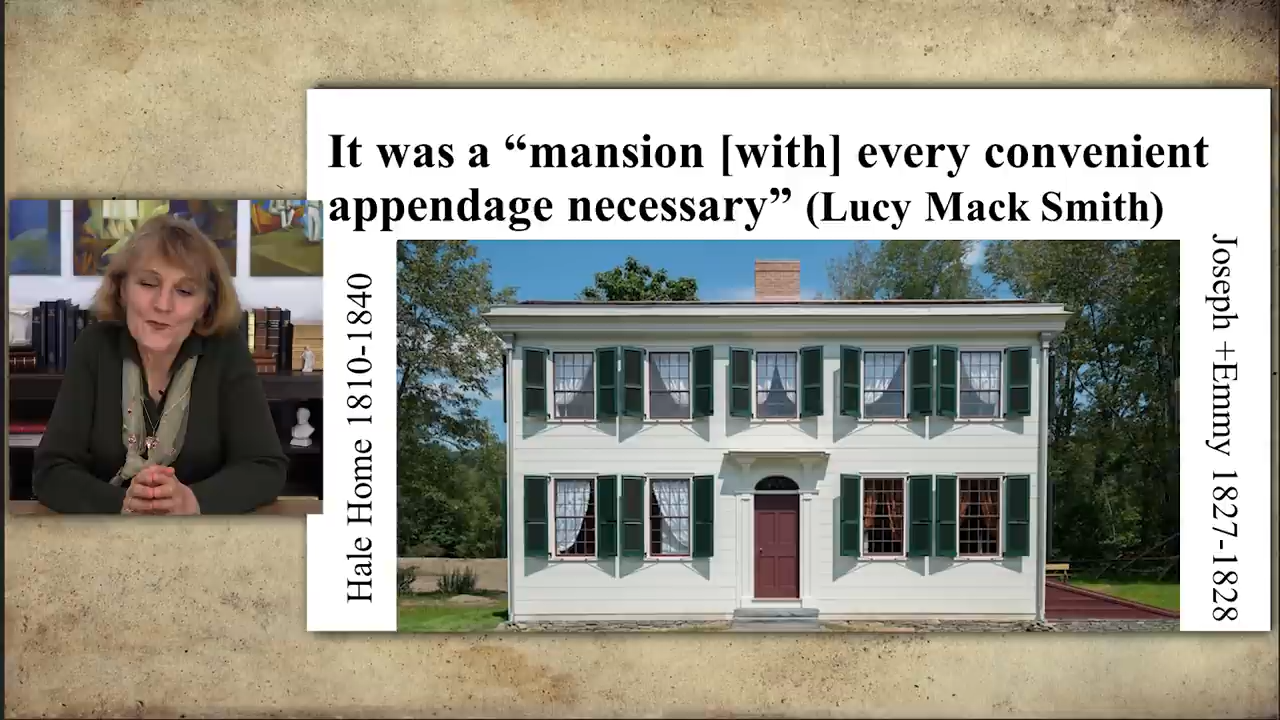 It was a “mansion [with] every convenient
appendage necessary” (Lucy Mack Smith)
Hale Home 1810-1840
Joseph +Emmy 1827-1828